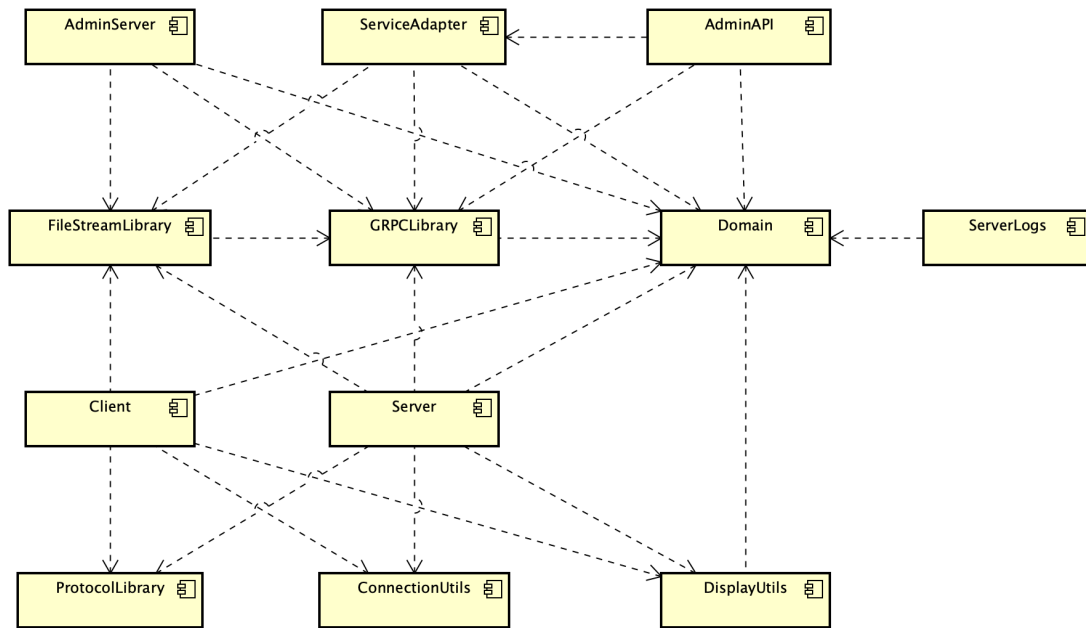 AdminServer
ServiceAdapter
AdminAPI
FileStreamLibrary
GRPCLibrary
Domain
ServerLogs
Client
Server
ProtocolLibrary
ConnectionUtils
DisplayUtils